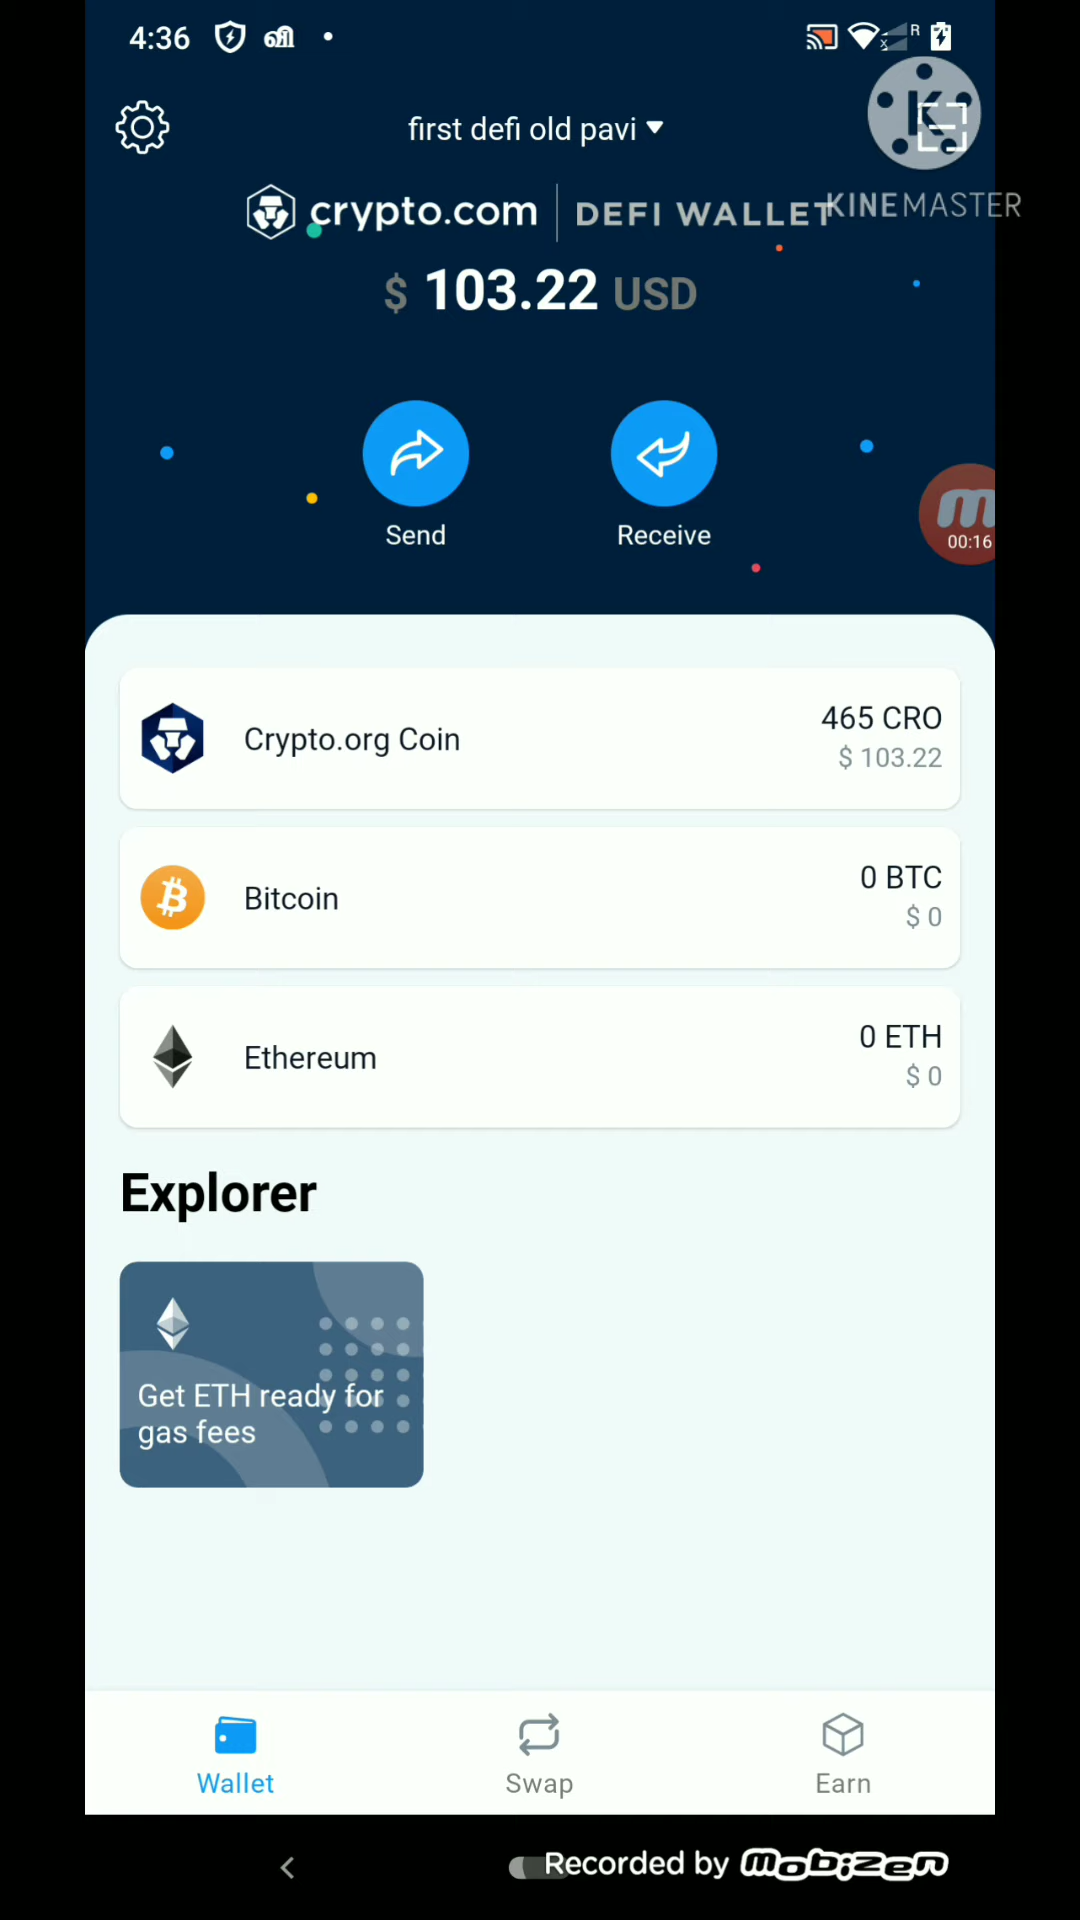 4:36 வி
R
x
first defi old pavi
K
KINEMASTER
crypto.com DEFI WALLET
$ 103.22 USD
Send
Receive
m
00:16
Crypto.org Coin
465 CRO
$ 103.22
Bitcoin
0 BTC
$ 0
Ethereum
0 ETH
$ 0
Explorer
Get ETH ready for
gas fees
Wallet
Swap
Earn
Recorded by mobizen